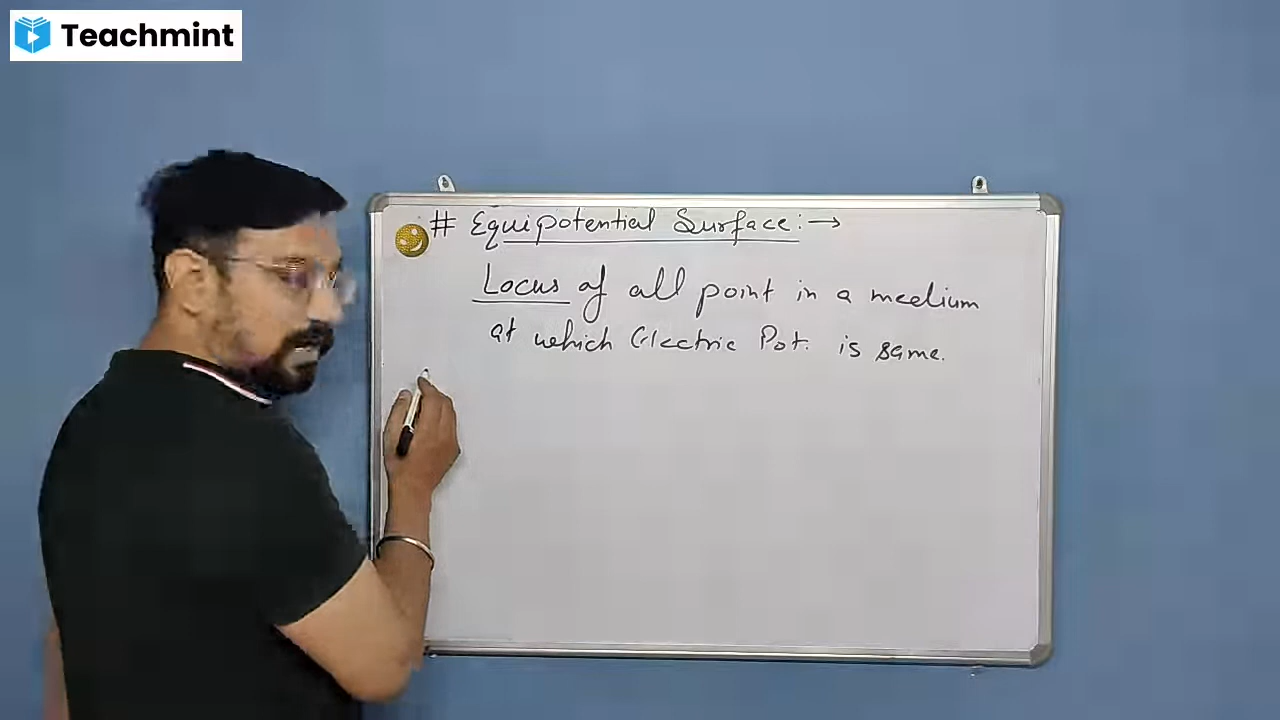 Teachmint
# Equipotential Surface:→
Locus of all point in a medium
at which Electric Pot. is same.